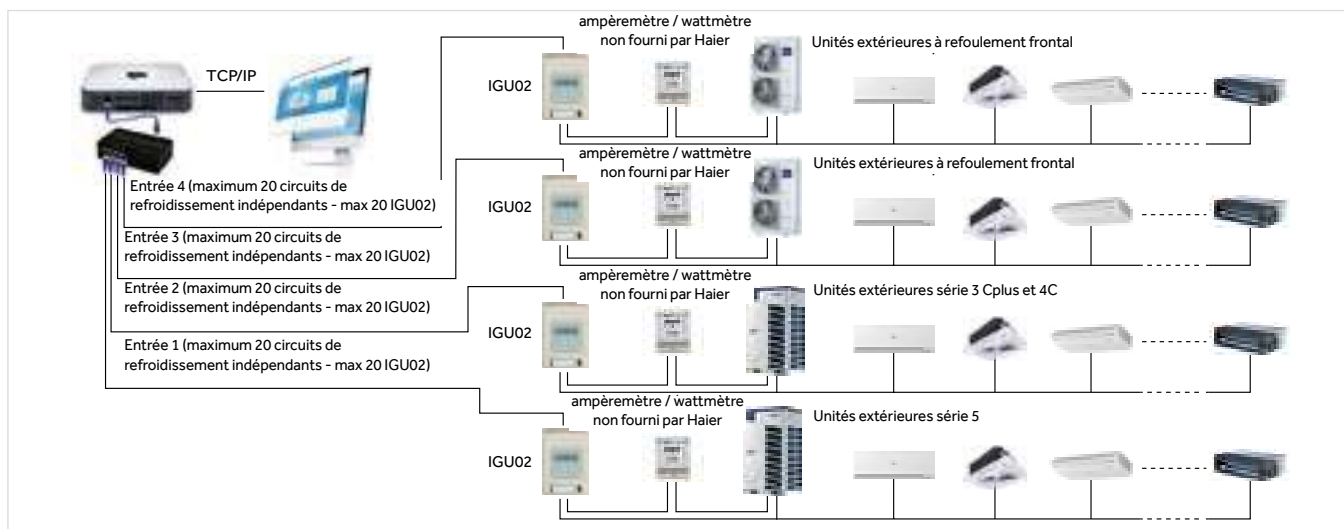 TCP/IP
Entrée 4 (maximum 20 circuits de
refroidissement indépendants - max 20 IGU02)
Entrée 3 (maximum 20 circuits de
refroidissement indépendants - max 20 IGU02)
Entrée 2 (maximum 20 circuits de
refroidissement indépendants - max 20 IGU02)
Entrée 1 (maximum 20 circuits de
refroidissement indépendants - max 20 IGU02)
ampèremètre / wattmètre
non fourni par Haier
Unités extérieures à refoulement frontal
IGU02
ampèremètre / wattmètre
non fourni par Haier
Unités extérieures à refoulement frontal
IGU02
ampèremètre / wattmètre
non fourni par Haier
Unités extérieures série 3 Cplus et 4C
IGU02
ampèremètre / wattmètre
non fourni par Haier
Unités extérieures série 5
IGU02